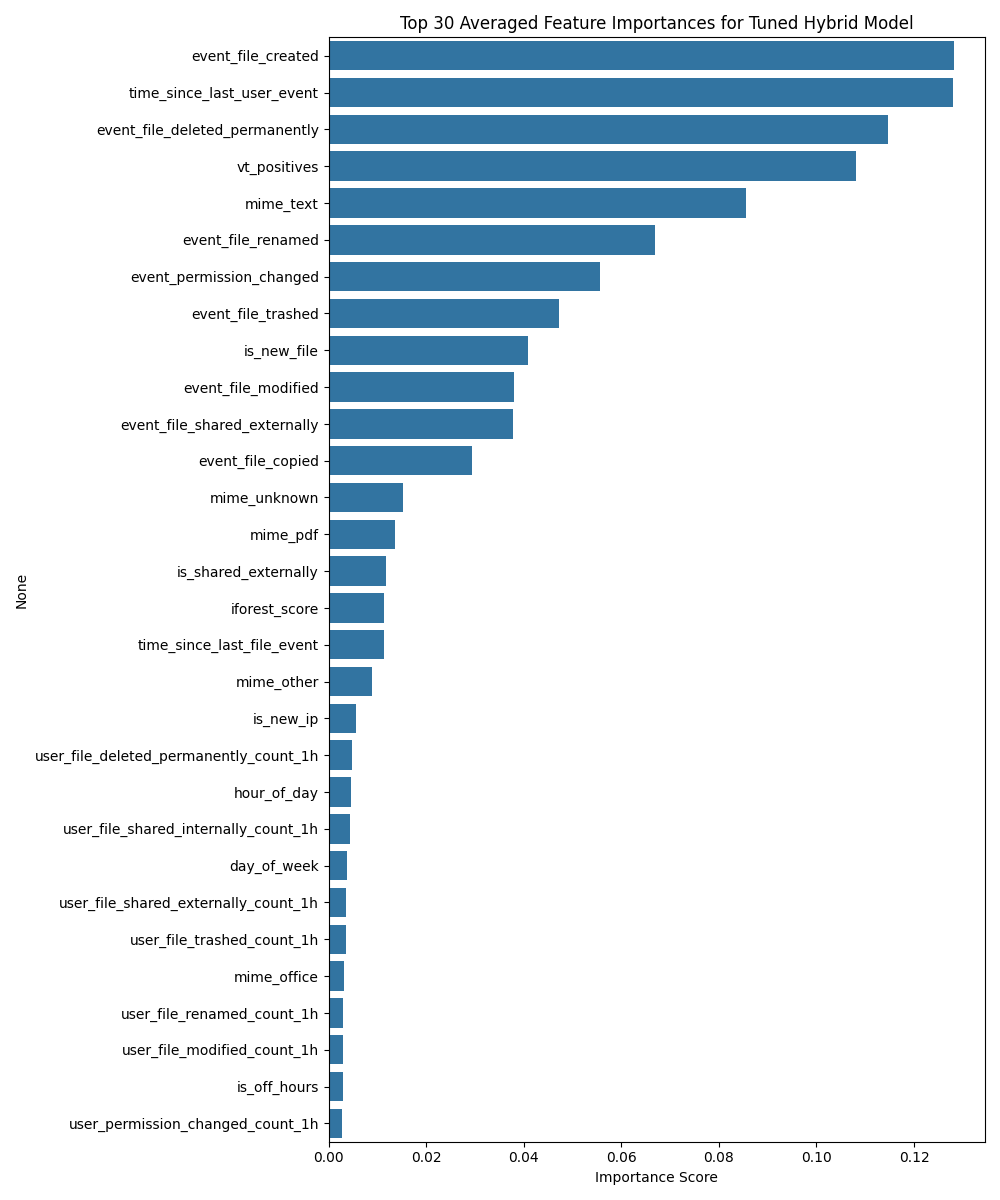 Top 30 Averaged Feature Importances for Tuned Hybrid Model
event_file_created
time_since_last_user_event
event_file_deleted_permanently
vt_positives
mime_text
event_file_renamed
event_permission_changed
event_file_trashed
is_new_file
event_file_modified
event_file_shared_externally
event_file_copied
mime_unknown
mime_pdf
is_shared_externally
iforest_score
time_since_last_file_event
mime_other
is_new_ip
user_file_deleted_permanently_count_1h
hour_of_day
user_file_shared_internally_count_1h
day_of_week
user_file_shared_externally_count_1h
user_file_trashed_count_1h
mime_office
user_file_renamed_count_1h
user_file_modified_count_1h
is_off_hours
user_permission_changed_count_1h
None
0.00 0.02 0.04 0.06 0.08 0.10 0.12
Importance Score